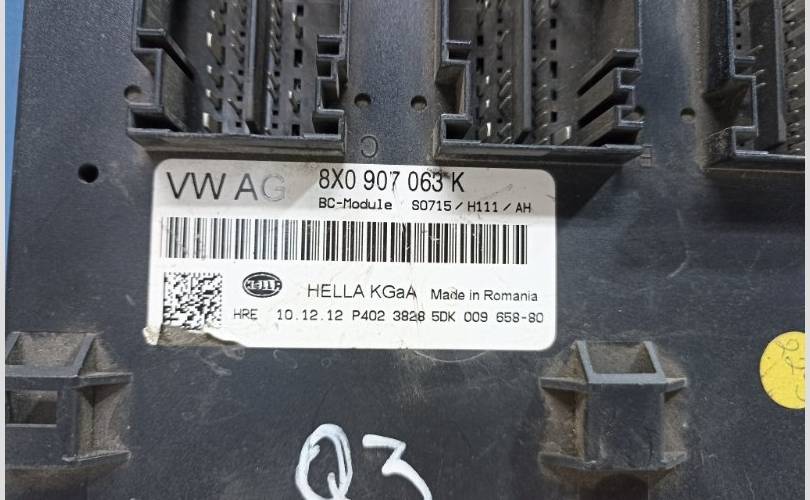 C
VW AG 8X0 907 063 K
BC-Module S0715 / H111 / AH
HELLA
HELLA KGaA Made in Romania
HRE 10.12.12 P402 3828 5DK 009 658-80
Q3